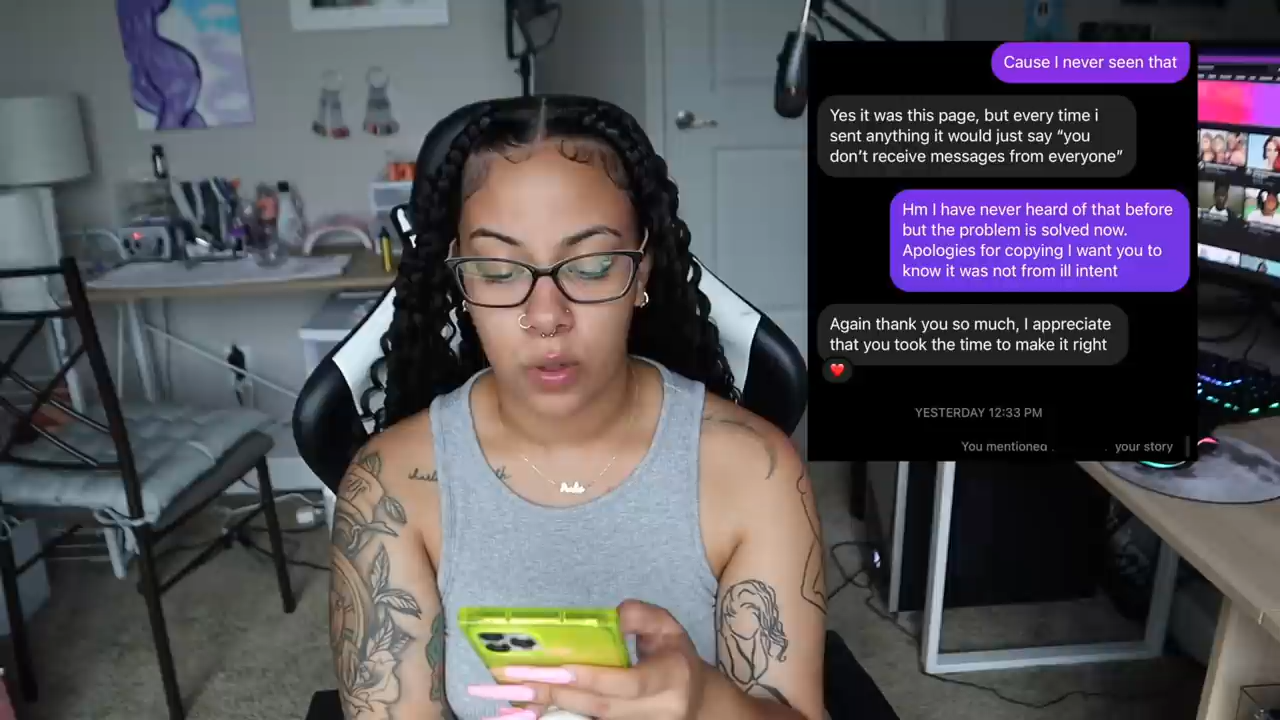 Cause I never seen that
Yes it was this page, but every time i
sent anything it would just say “you
don’t receive messages from everyone”
Hm I have never heard of that before
but the problem is solved now.
Apologies for copying I want you to
know it was not from ill intent
Again thank you so much, I appreciate
that you took the time to make it right
YESTERDAY 12:33 PM
You mentioned your story